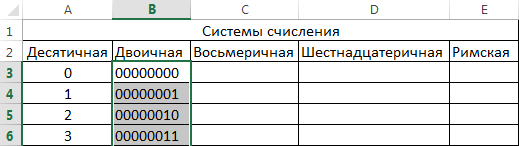 A B C D E
1 Системы счисления
2 Десятичная Двоичная Восьмеричная Шестнадцатеричная Римская
3 0 00000000
4 1 00000001
5 2 00000010
6 3 00000011